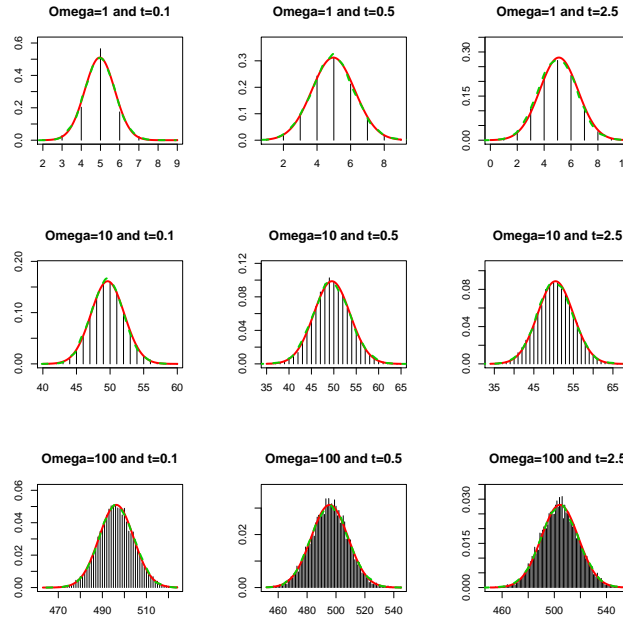 Omega=1 and t=0.1
Omega=1 and t=0.5
Omega=1 and t=2.5
0.0 0.2 0.4 0.6
2 3 4 5 6 7 8 9
0.0 0.1 0.2 0.3
2 4 6 8
0.00 0.15 0.30
0 2 4 6 8 1
Omega=10 and t=0.1
Omega=10 and t=0.5
Omega=10 and t=2.5
0.00 0.10 0.20
40 45 50 55 60
0.00 0.04 0.08 0.12
35 40 45 50 55 60 65
0.00 0.04 0.08
35 45 55 65
Omega=100 and t=0.1
Omega=100 and t=0.5
Omega=100 and t=2.5
0.00 0.02 0.04 0.06
470 490 510
0.00 0.02
460 480 500 520 540
0.000 0.015 0.030
460 500 540